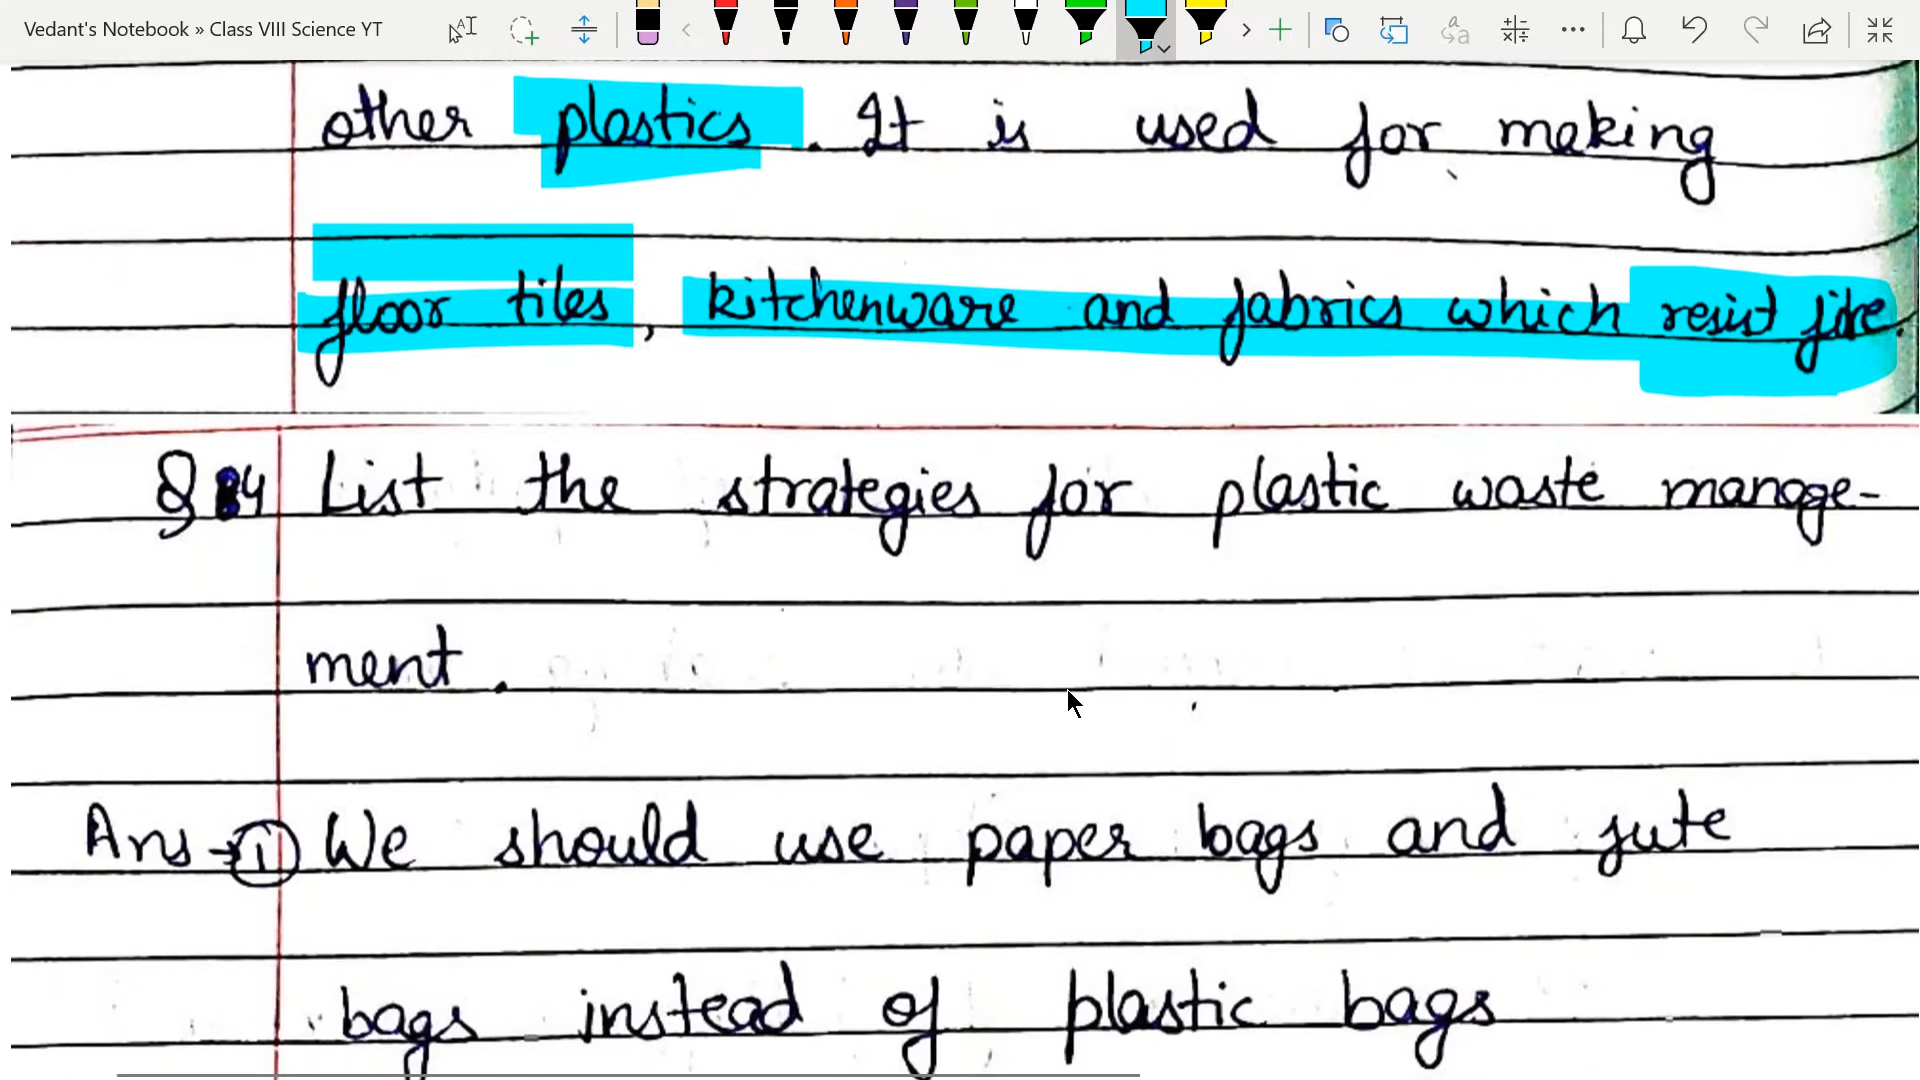 Vedant's Notebook » Class VIII Science YT
other plastics. It is used for making
floor tiles, kitchenware and fabrics which resist fire.
Q 4 List the strategies for plastic waste manage-
ment.
Ans → 1 We should use paper bags and jute
bags instead of plastic bags